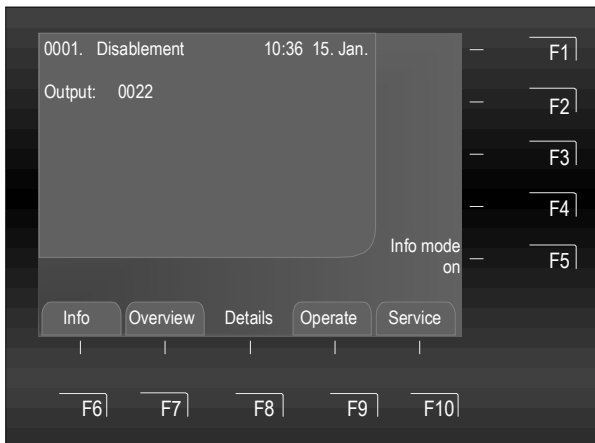 0001. Disablement 10:36 15. Jan.
Output: 0022
Info mode
on
Info Overview Details Operate Service
F1
F2
F3
F4
F5
F6 F7 F8 F9 F10